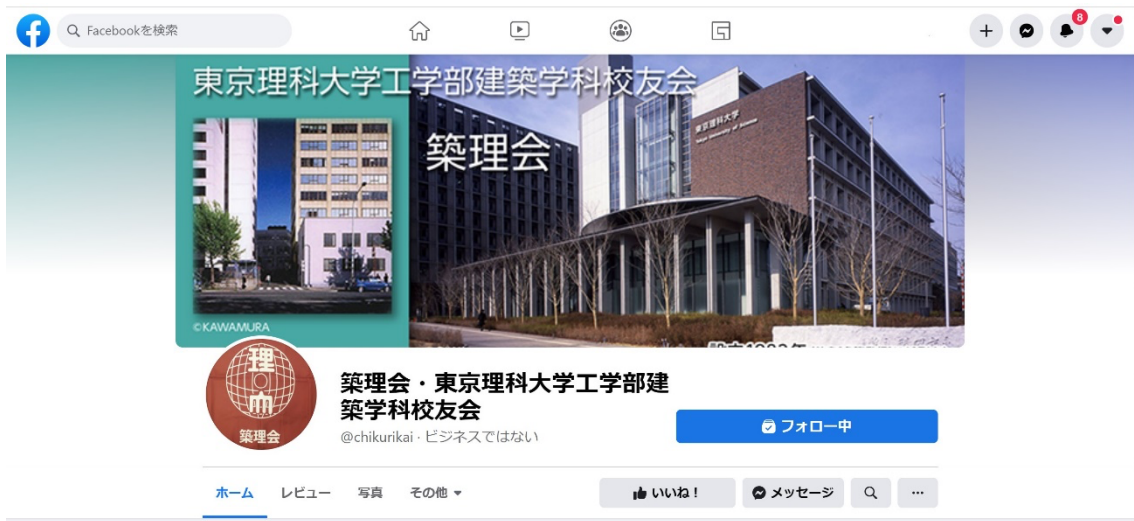 Facebookを検索
8
東京理科大学工学部建築学科校友会
築理会
東京理科大学
Tokyo University of Science
©KAWAMURA
築理会
築理会・東京理科大学工学部建
築学科校友会
@chikurikai · ビジネスではない
フォロー中
ホーム
レビュー
写真
その他
いいね！
メッセージ